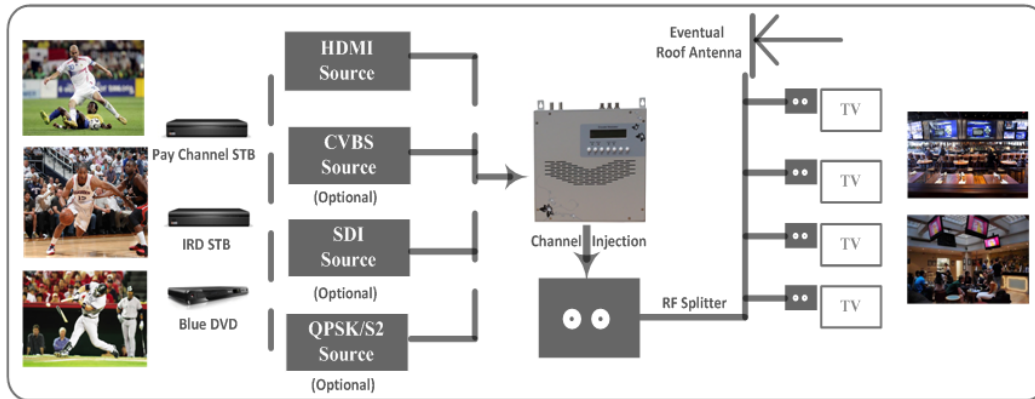 HDMI
Source
Eventual
Roof Antenna
TV
Pay Channel STB
CVBS
Source
(Optional)
TV
IRD STB
SDI
Source
(Optional)
Channel Injection
TV
RF Splitter
TV
Blue DVD
QPSK/S2
Source
(Optional)